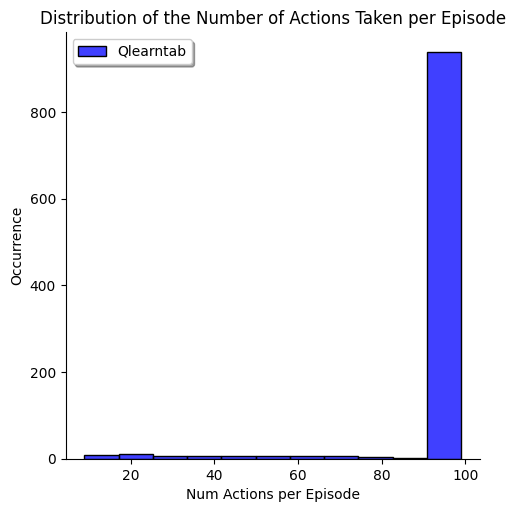 Distribution of the Number of Actions Taken per Episode
Qlearntab
800
600
400
200
0
Occurrence
20 40 60 80 100
Num Actions per Episode